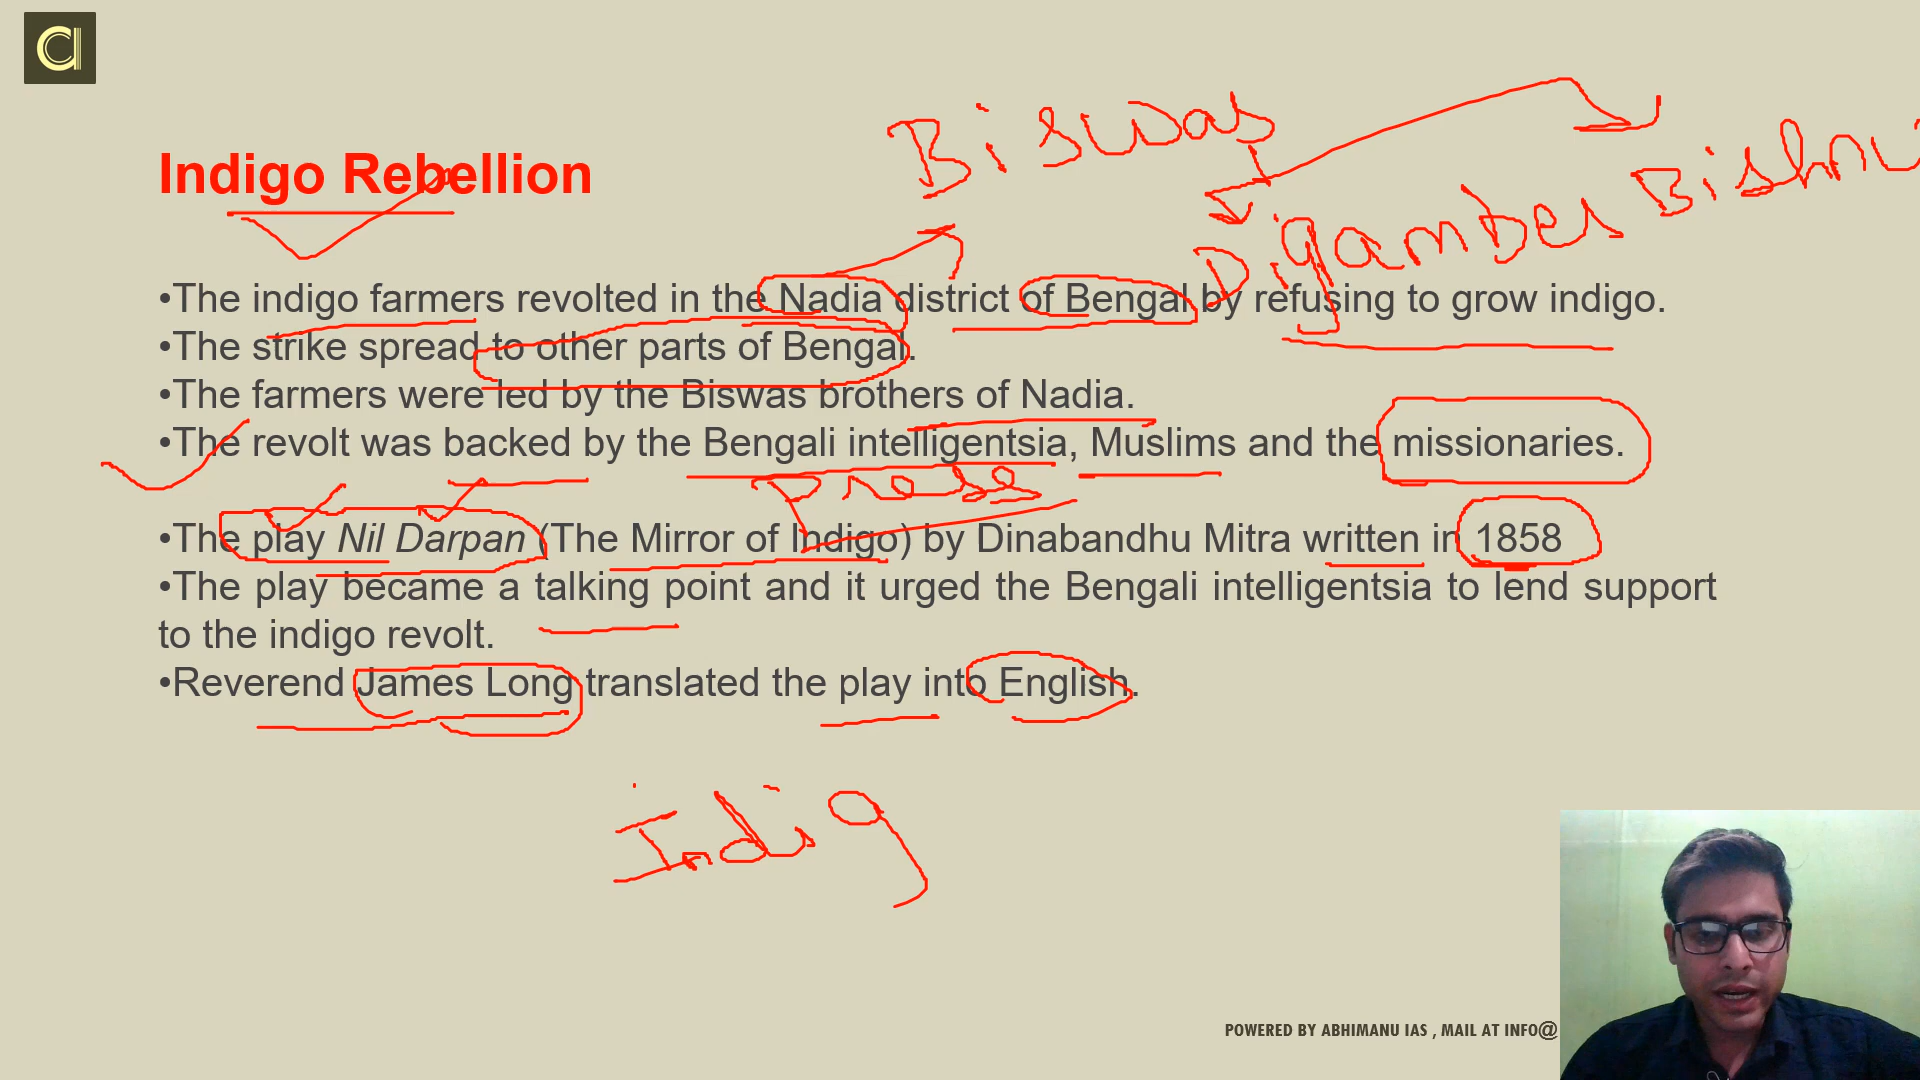 Biswas
Digamber Bishnu
Indigo Rebellion
•The indigo farmers revolted in the Nadia district of Bengal by refusing to grow indigo.
•The strike spread to other parts of Bengal.
•The farmers were led by the Biswas brothers of Nadia.
•The revolt was backed by the Bengali intelligentsia, Muslims and the missionaries.
Press
•The play Nil Darpan (The Mirror of Indigo) by Dinabandhu Mitra written in 1858
•The play became a talking point and it urged the Bengali intelligentsia to lend support
to the indigo revolt.
•Reverend James Long translated the play into English.
Indig
POWERED BY ABHIMANU IAS , MAIL AT INFO@